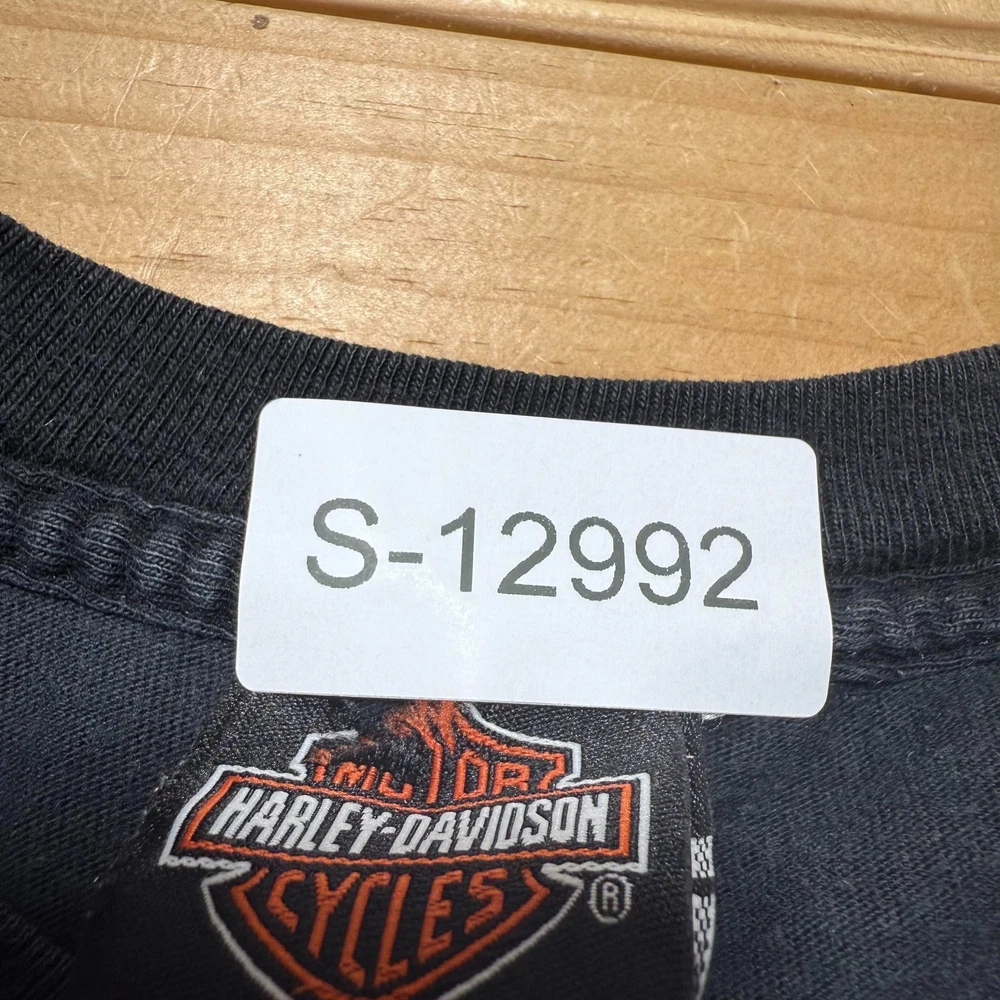 S-12992
HARLEY-DAVIDSON
CYCLES
®